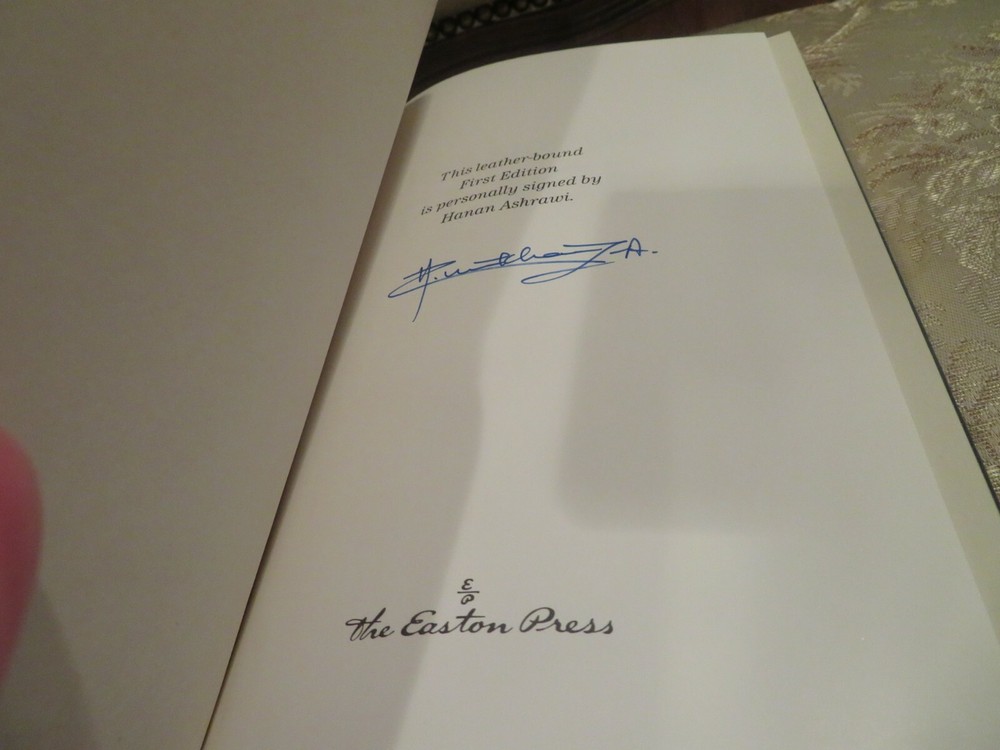 This leather-bound
First Edition
is personally signed by
Hanan Ashrawi.
E
P
the Easton Press